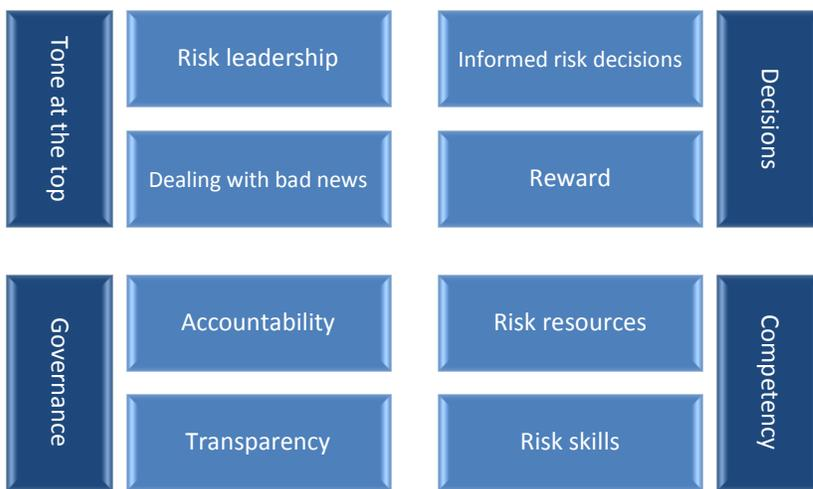 Tone at the top
Risk leadership
Dealing with bad news
Informed risk decisions
Reward
Decisions
Governance
Accountability
Transparency
Risk resources
Risk skills
Competency